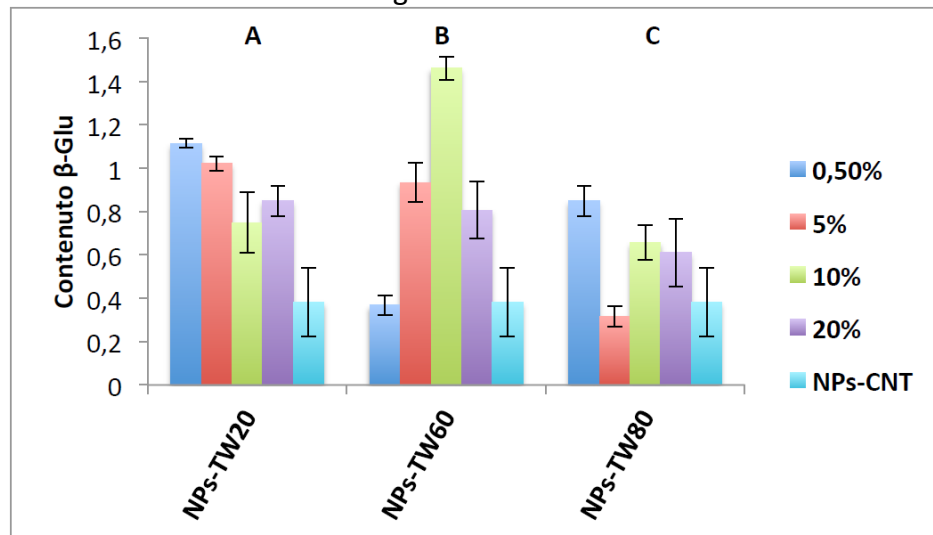 A B C
1,6
1,4
1,2
1
0,8
0,6
0,4
0,2
0
Contenuto β-Glu
NPs-TW20
NPs-TW60
NPs-TW80
0,50%
5%
10%
20%
NPs-CNT